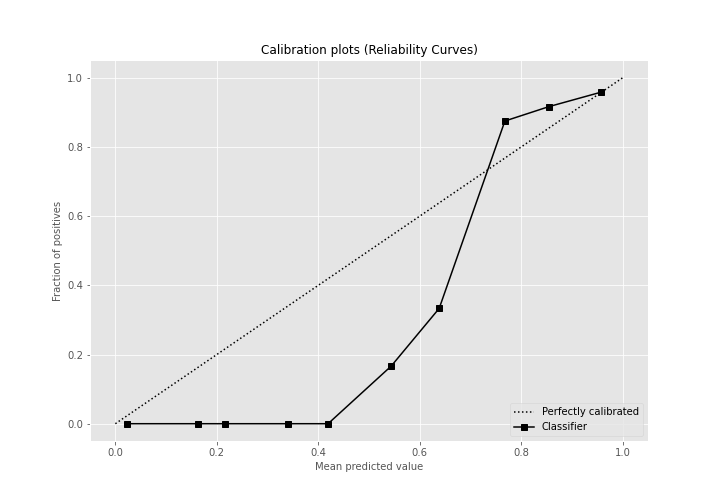 Calibration plots (Reliability Curves)
1.0
0.8
0.6
0.4
0.2
0.0
Fraction of positives
Perfectly calibrated
Classifier
0.0 0.2 0.4 0.6 0.8 1.0
Mean predicted value